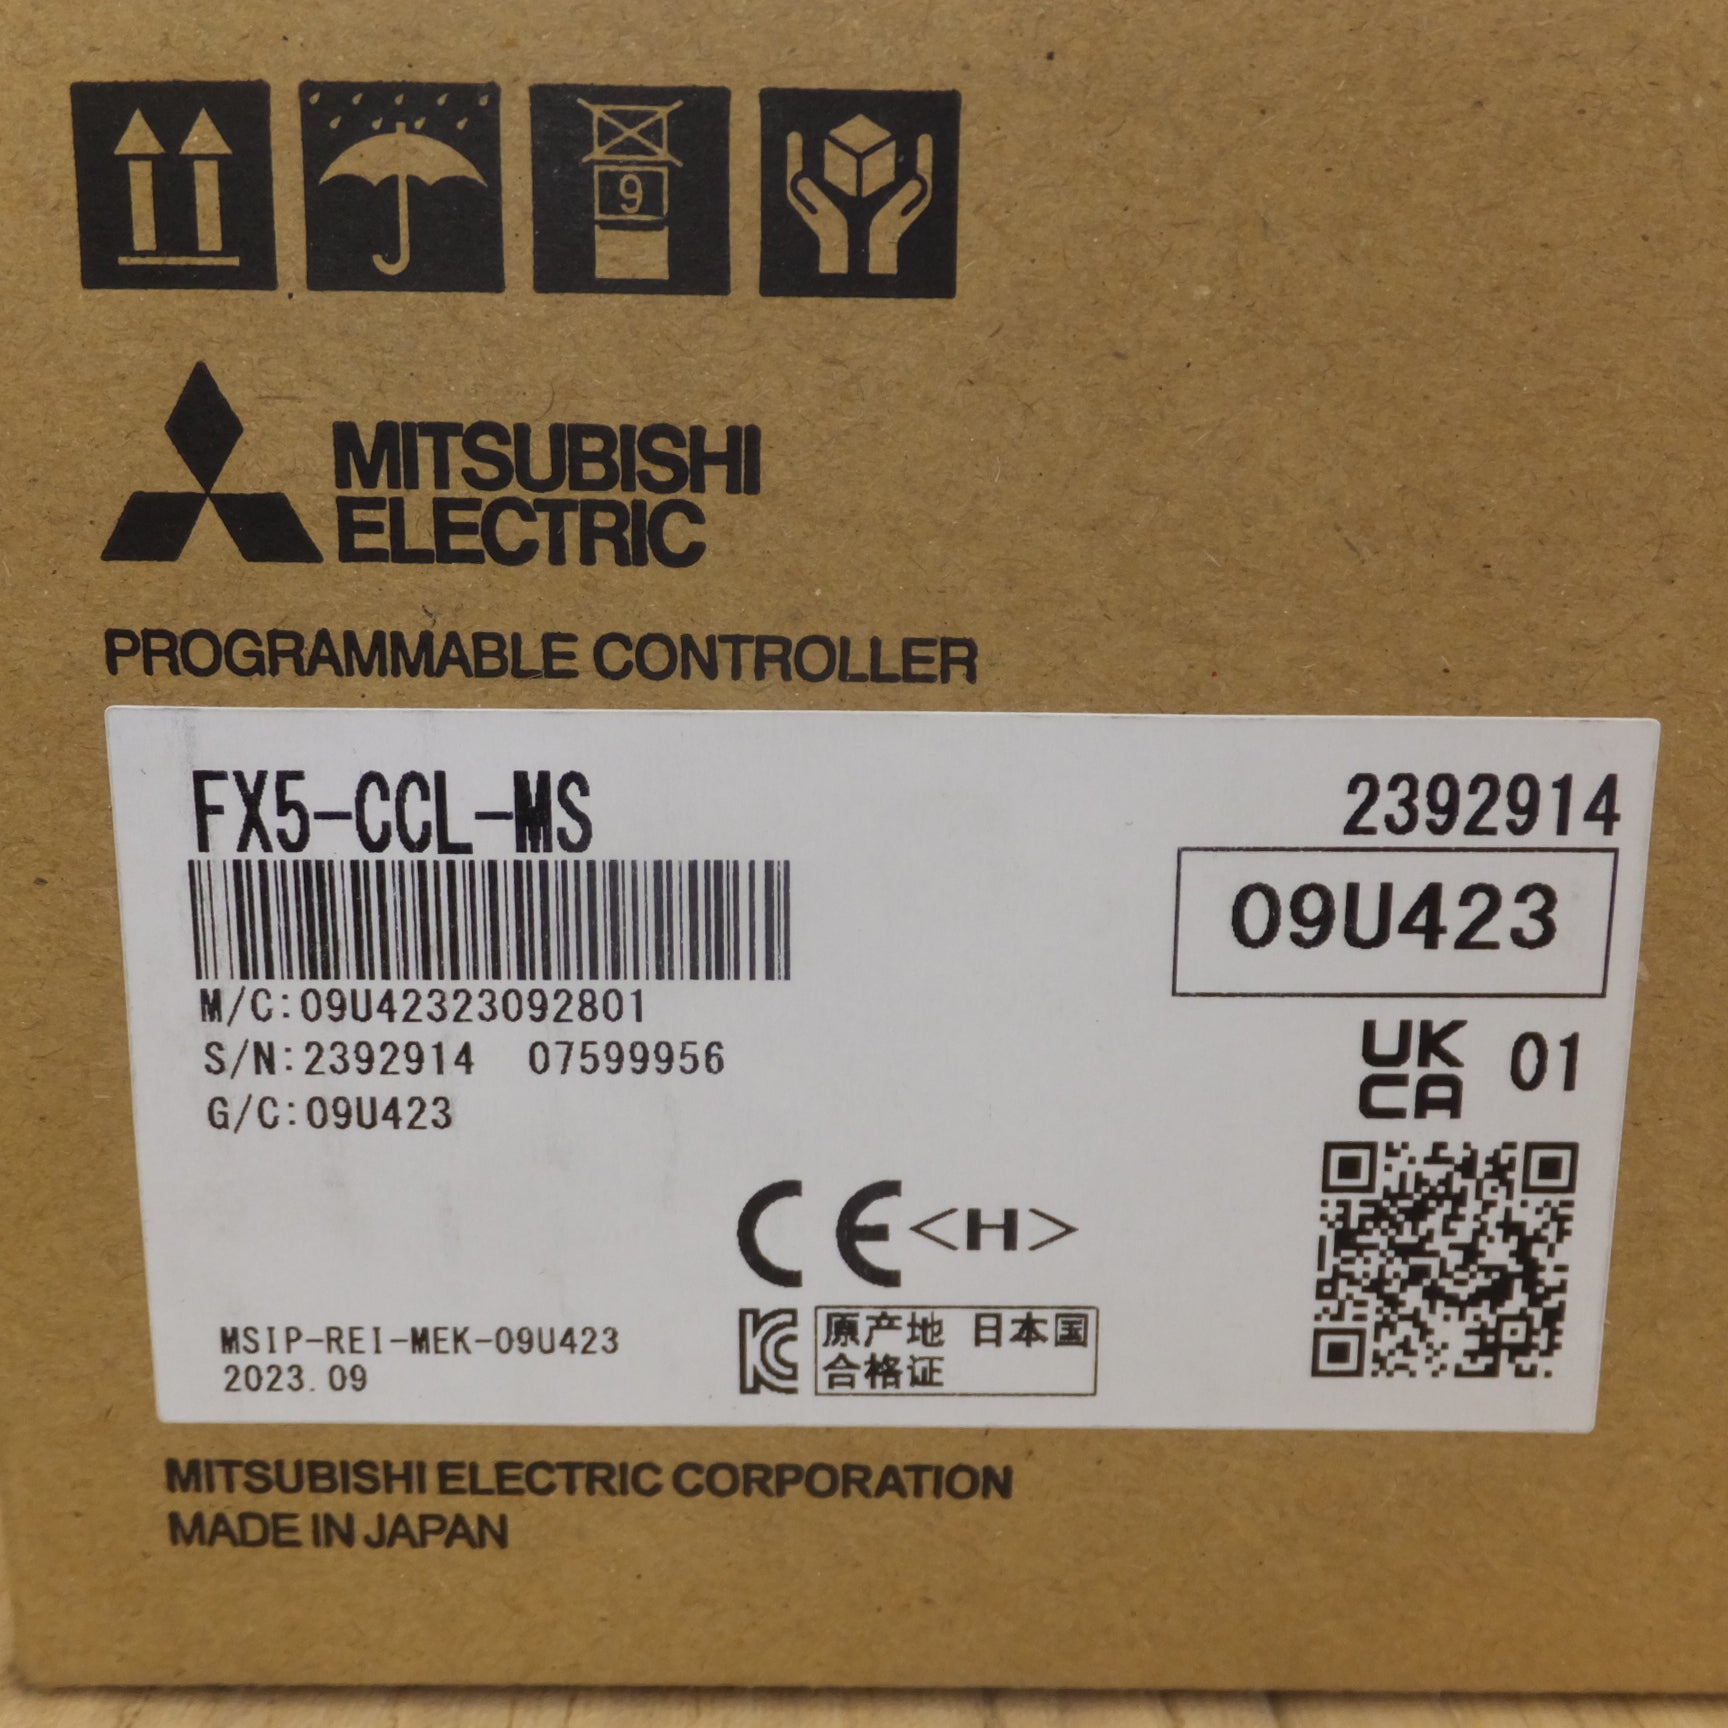 9
MITSUBISHI
ELECTRIC
PROGRAMMABLE CONTROLLER
FX5-CCL-MS
2392914
09U423
M/C:09U42323092801
S/N:2392914 07599956
G/C:09U423
UK
CA 01
CE <H>
MSIP-REI-MEK-09U423
2023.09
KC
原产地 日本国
合格证
MITSUBISHI ELECTRIC CORPORATION
MADE IN JAPAN